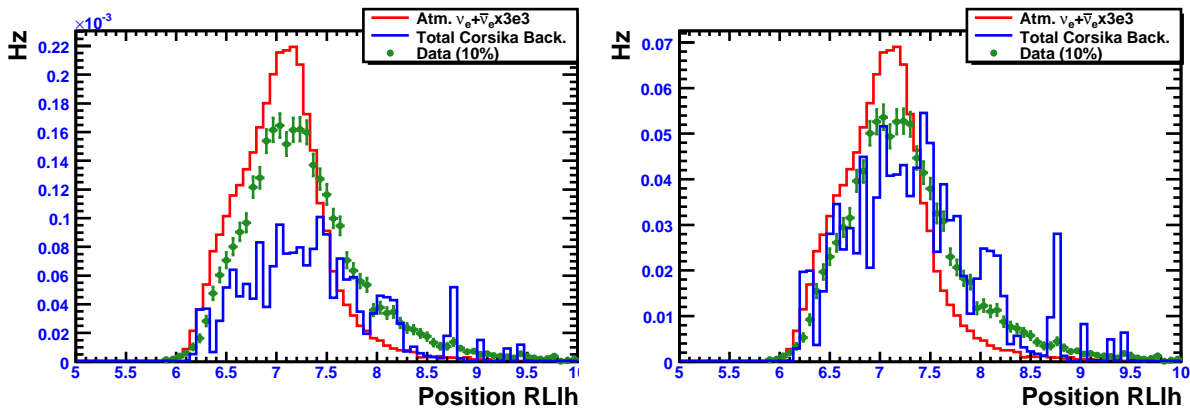 Atm. ν_e+ν̅_ex3e3
Total Corsika Back.
Data (10%)
×10⁻³
Hz
0.22
0.2
0.18
0.16
0.14
0.12
0.1
0.08
0.06
0.04
0.02
0
5 5.5 6 6.5 7 7.5 8 8.5 9 9.5 10
Position RLlh
Atm. ν_e+ν̅_ex3e3
Total Corsika Back.
Data (10%)
Hz
0.07
0.06
0.05
0.04
0.03
0.02
0.01
0
5 5.5 6 6.5 7 7.5 8 8.5 9 9.5 10
Position RLlh